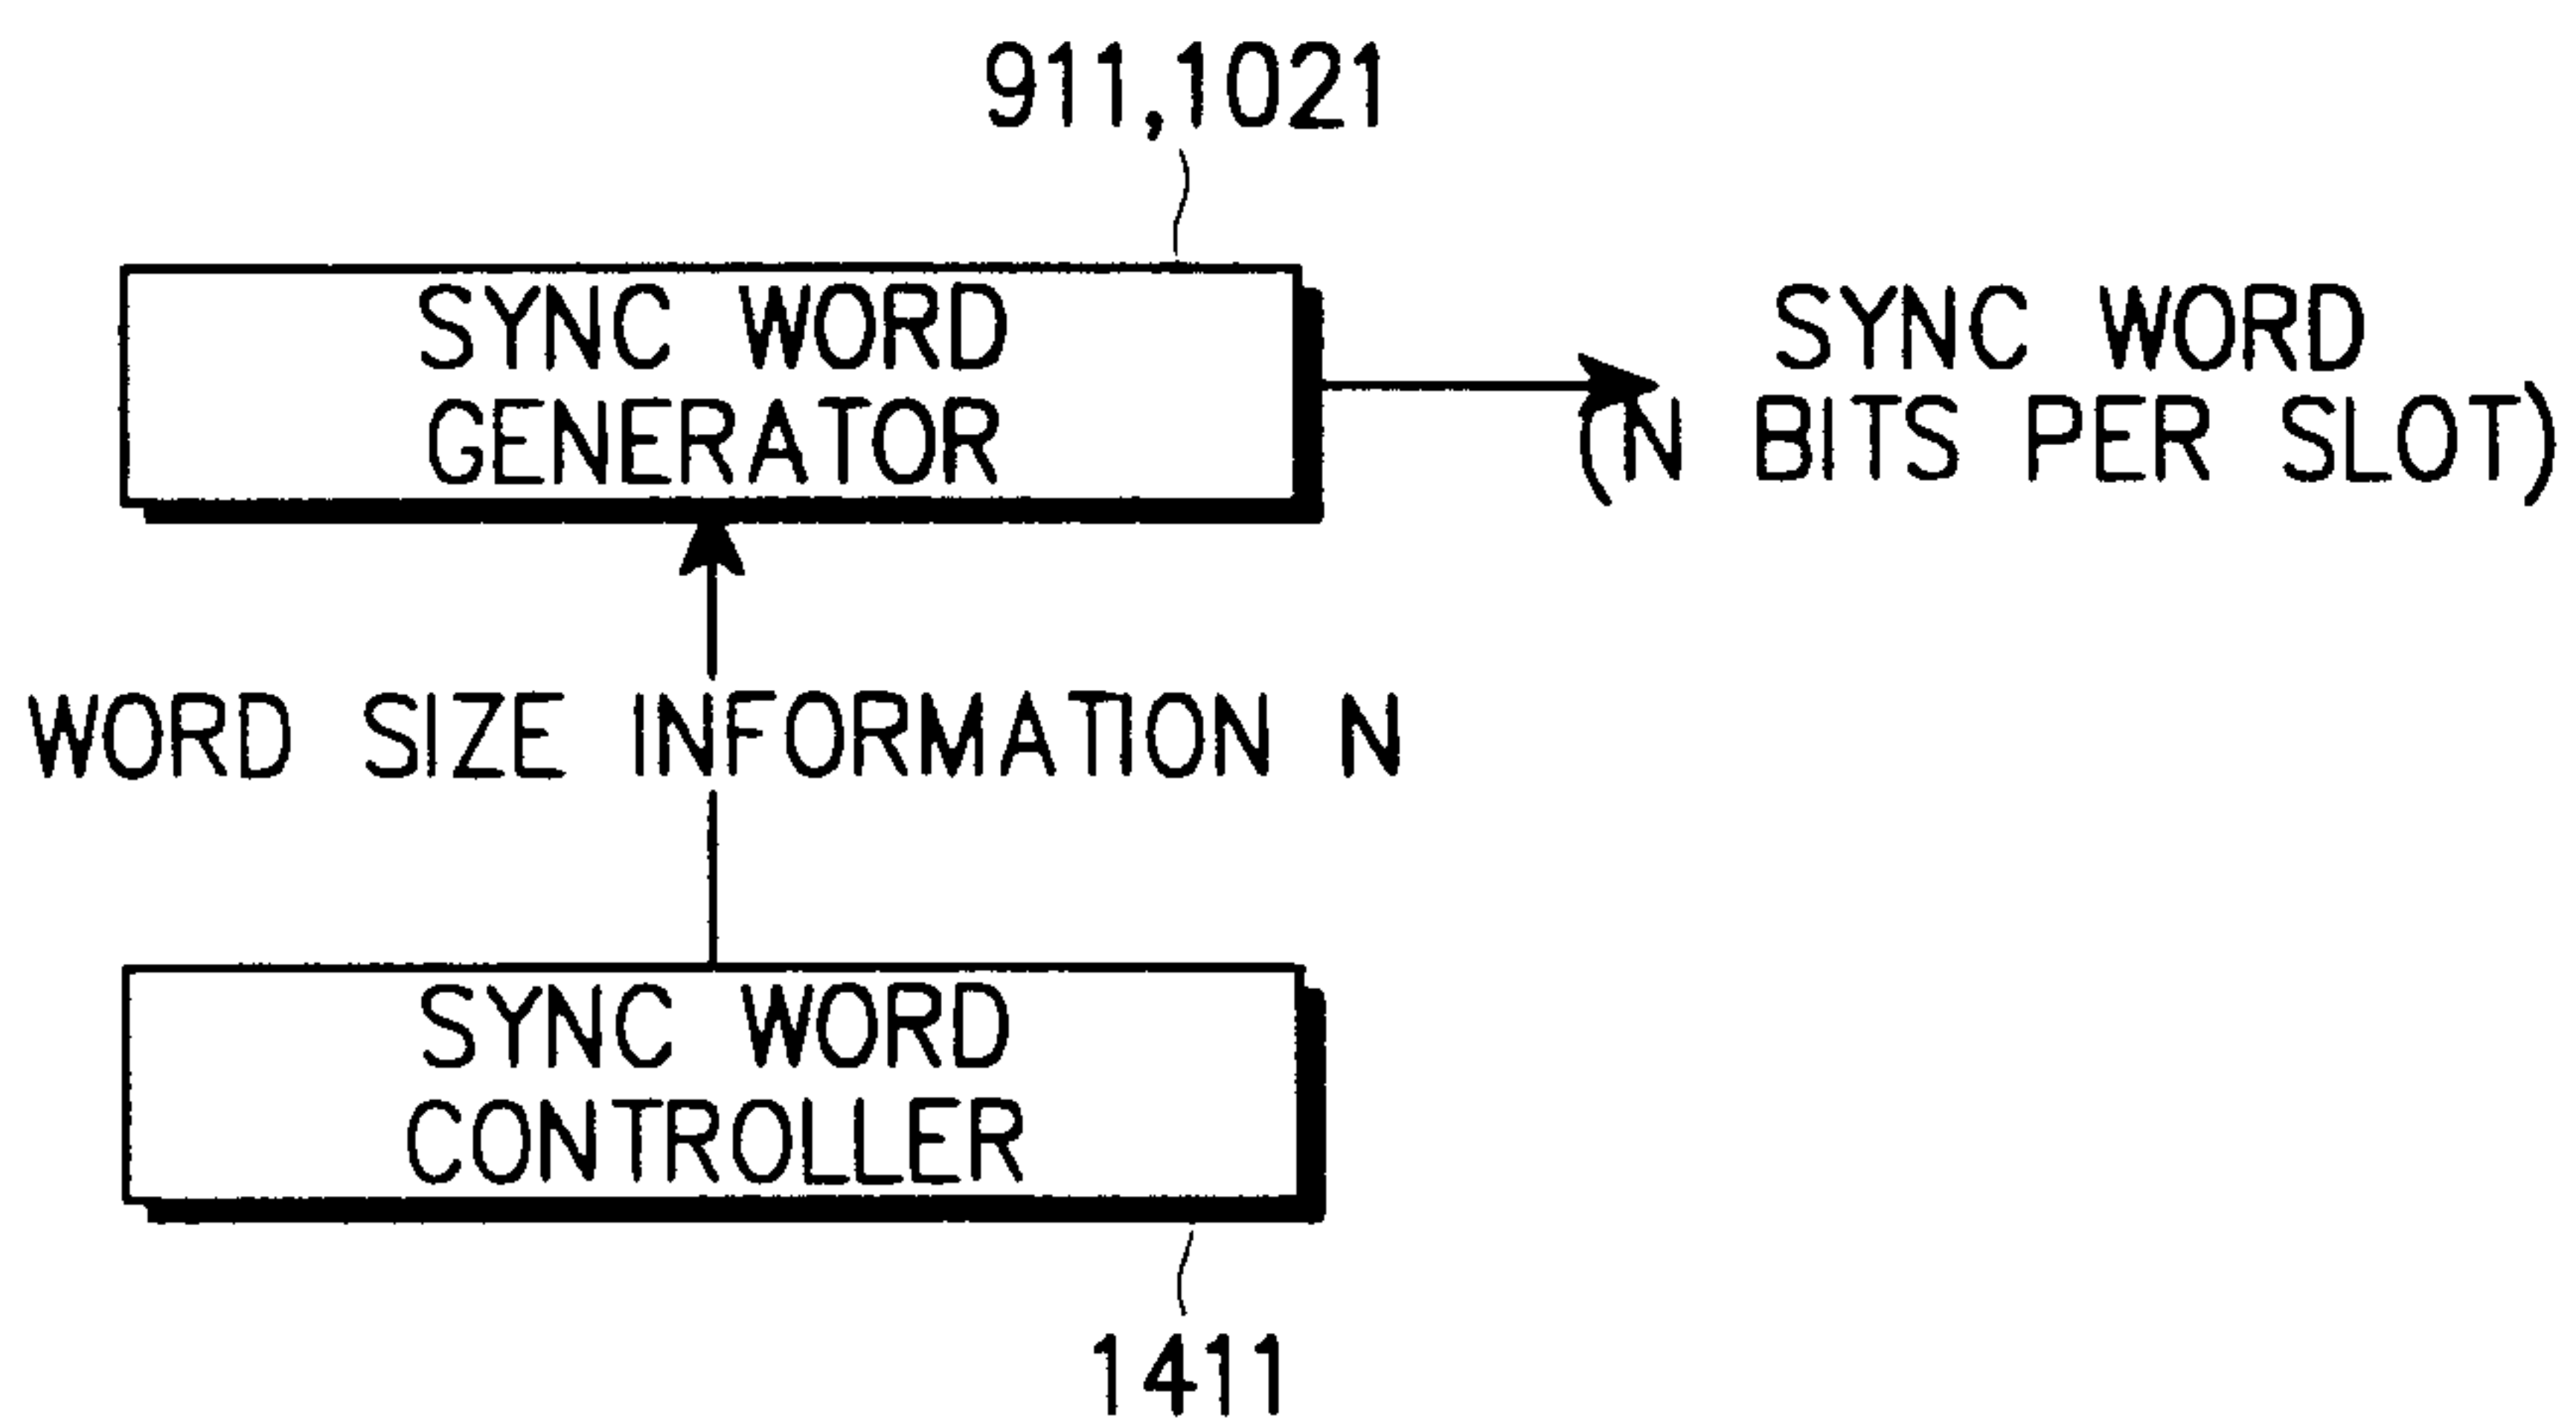 911,1021
SYNC WORD
GENERATOR
SYNC WORD
(N BITS PER SLOT)
WORD SIZE INFORMATION N
SYNC WORD
CONTROLLER
1411